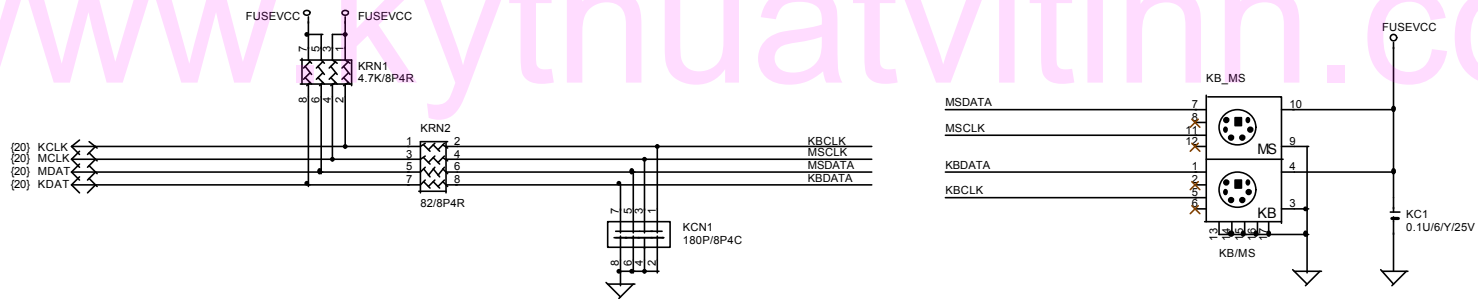 www.kythuatvitinh.co
FUSEVCC
FUSEVCC
FUSEVCC
7
5
3
1
KRN1
4.7K/8P4R
8
6
4
2
KRN2
{20} KCLK
1
2
KBCLK
{20} MCLK
3
4
MSCLK
{20} MDAT
5
6
MSDATA
{20} KDAT
7
8
KBDATA
82/8P4R
7
5
3
1
KCN1
180P/8P4C
8
6
4
2
KB_MS
MSDATA
7
10
8
MSCLK
11
12
9
MS
KBDATA
1
4
2
KBCLK
5
6
3
KB
13
14
15
16
17
KB/MS
KC1
0.1U/6/Y/25V